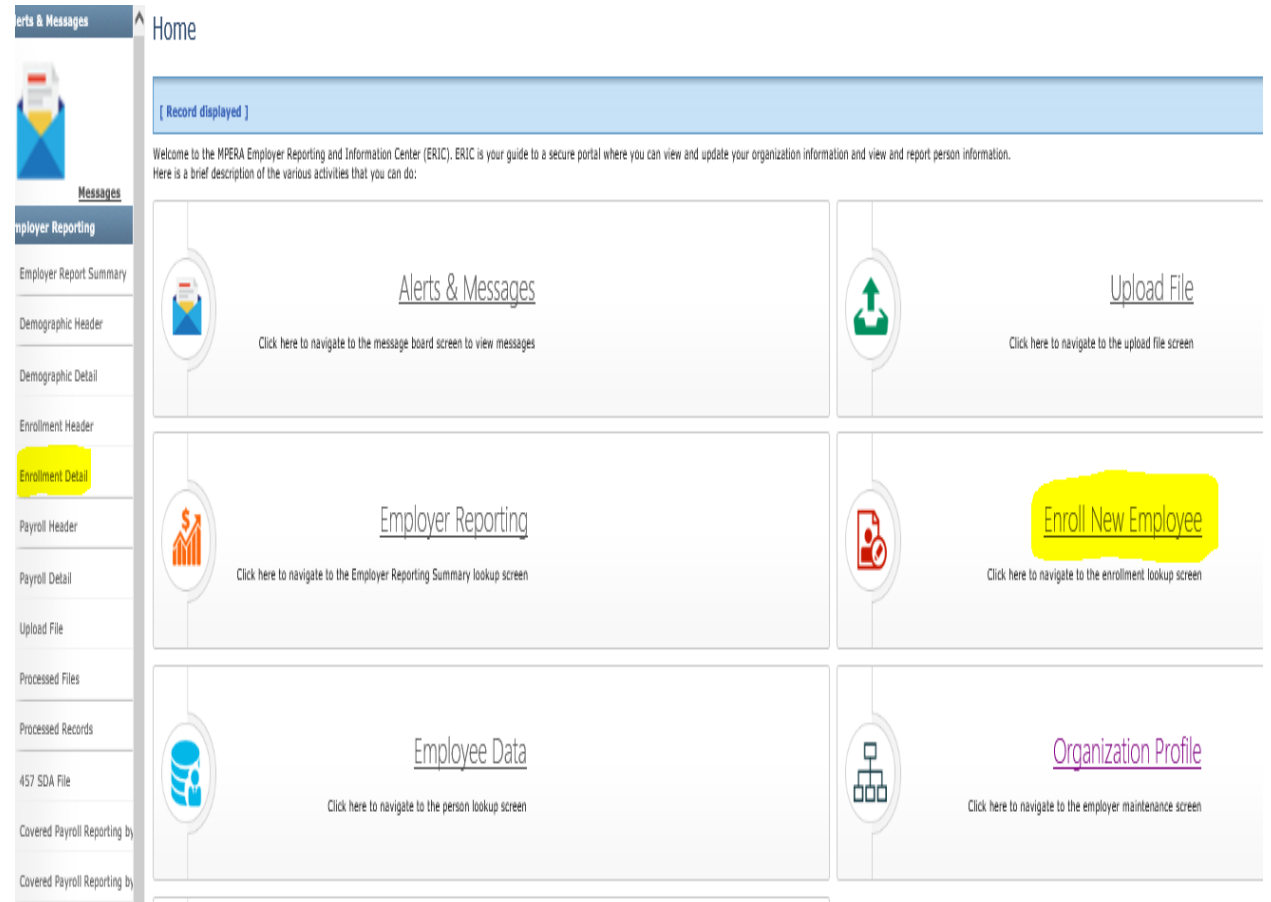 lerts & Messages
Messages
mployer Reporting
Employer Report Summary
Demographic Header
Demographic Detail
Enrollment Header
Enrollment Detail
Payroll Header
Payroll Detail
Upload File
Processed Files
Processed Records
457 SDA File
Covered Payroll Reporting by
Covered Payroll Reporting by
Home
[ Record displayed ]
Welcome to the MPERA Employer Reporting and Information Center (ERIC). ERIC is your guide to a secure portal where you can view and update your organization information and view and report person information.
Here is a brief description of the various activities that you can do:
Alerts & Messages
Click here to navigate to the message board screen to view messages
Upload File
Click here to navigate to the upload file screen
Employer Reporting
Click here to navigate to the Employer Reporting Summary lookup screen
Enroll New Employee
Click here to navigate to the enrollment lookup screen
Employee Data
Click here to navigate to the person lookup screen
Organization Profile
Click here to navigate to the employer maintenance screen